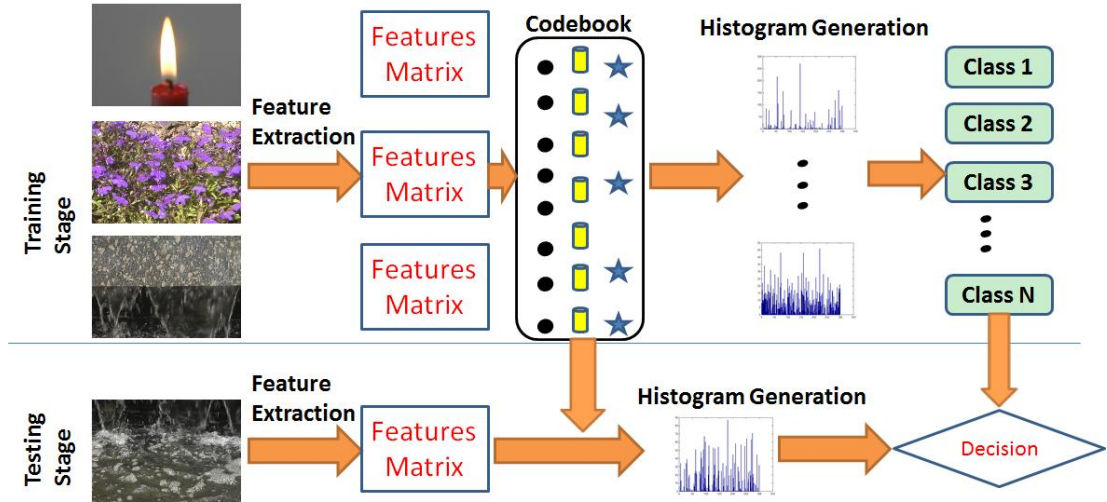 Codebook
Features
Matrix
Histogram Generation
Class 1
Feature
Extraction
Class 2
Features
Matrix
Class 3
Training
Stage
Features
Matrix
Class N
Feature
Extraction
Histogram Generation
Testing
Stage
Features
Matrix
Decision